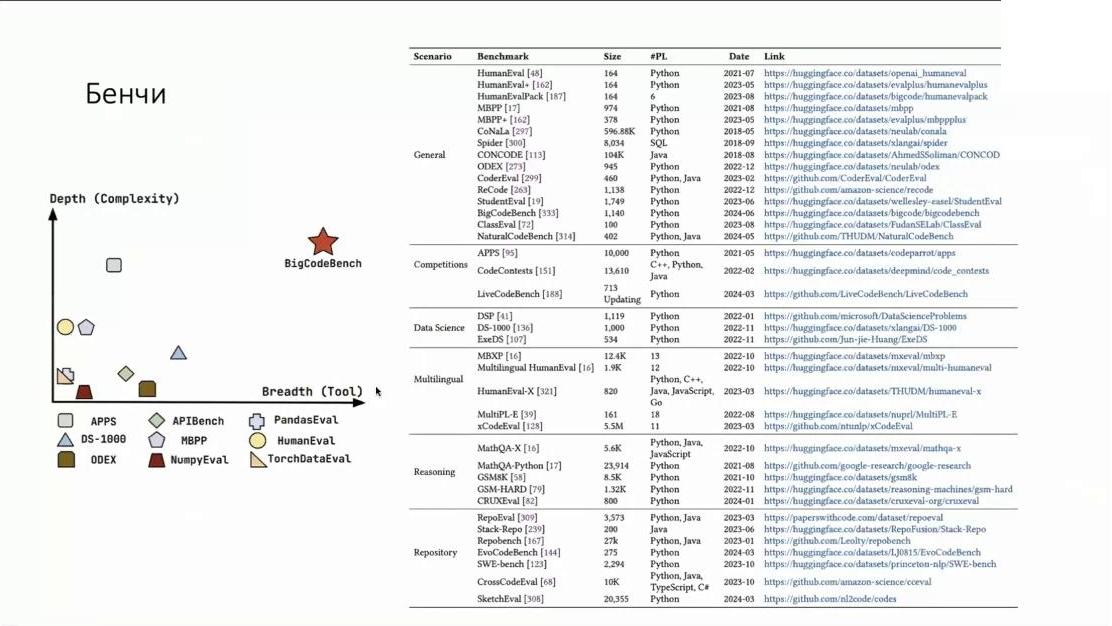 Бенчи
Depth (Complexity)
BigCodeBench
Breadth (Tool)
APPS APIBench PandasEval
DS-1000 MBPP HumanEval
ODEX NumpyEval TorchDataEval
Scenario Benchmark Size #PL Date Link
General
HumanEval [48] 164 Python 2021-07 https://huggingface.co/datasets/openai_humaneval
HumanEval+ [162] 164 Python 2023-05 https://huggingface.co/datasets/evalplus/humanevalplus
HumanEvalPack [187] 164 6 2023-08 https://huggingface.co/datasets/bigcode/humanevalpack
MBPP [17] 974 Python 2021-08 https://huggingface.co/datasets/mbpp
MBPP+ [162] 378 Python 2023-05 https://huggingface.co/datasets/evalplus/mbppplus
CoNaLa [297] 596.88K Python 2018-05 https://huggingface.co/datasets/neulab/conala
Spider [300] 8,034 SQL 2018-09 https://huggingface.co/datasets/xlangai/spider
CONCODE [113] 104K Java 2018-08 https://huggingface.co/datasets/AhmedSSoliman/CONCOD
ODEX [273] 945 Python 2022-12 https://huggingface.co/datasets/neulab/odex
CoderEval [299] 460 Python, Java 2023-02 https://github.com/CoderEval/CoderEval
ReCode [263] 1,138 Python 2022-12 https://github.com/amazon-science/recode
StudentEval [19] 1,749 Python 2023-06 https://huggingface.co/datasets/wellesley-easel/StudentEval
BigCodeBench [333] 1,140 Python 2024-06 https://huggingface.co/datasets/bigcode/bigcodebench
ClassEval [72] 100 Python 2023-08 https://huggingface.co/datasets/FudanSELab/ClassEval
NaturalCodeBench [314] 402 Python, Java 2024-05 https://github.com/THUDM/NaturalCodeBench
Competitions
APPS [95] 10,000 Python 2021-05 https://huggingface.co/datasets/codeparrot/apps
CodeContests [151] 13,610 C++, Python, Java 2022-02 https://huggingface.co/datasets/deepmind/code_contests
LiveCodeBench [188] 713 Updating Python 2024-03 https://github.com/LiveCodeBench/LiveCodeBench
Data Science
DSP [41] 1,119 Python 2022-01 https://github.com/microsoft/DataScienceProblems
DS-1000 [136] 1,000 Python 2022-11 https://huggingface.co/datasets/xlangai/DS-1000
ExeDS [107] 534 Python 2022-11 https://github.com/Jun-jie-Huang/ExeDS
Multilingual
MBXP [16] 12.4K 13 2022-10 https://huggingface.co/datasets/mxeval/mbxp
Multilingual HumanEval [16] 1.9K 12 2022-10 https://huggingface.co/datasets/mxeval/multi-humaneval
HumanEval-X [321] 820 Python, C++, Java, JavaScript, Go 2023-03 https://huggingface.co/datasets/THUDM/humaneval-x
MultiPL-E [39] 161 18 2022-08 https://huggingface.co/datasets/nuprl/MultiPL-E
xCodeEval [128] 5.5M 11 2023-03 https://github.com/ntunlp/xCodeEval
Reasoning
MathQA-X [16] 5.6K Python, Java, JavaScript 2022-10 https://huggingface.co/datasets/mxeval/mathqa-x
MathQA-Python [17] 23,914 Python 2021-08 https://github.com/google-research/google-research
GSM8K [58] 8.5K Python 2021-10 https://huggingface.co/datasets/gsm8k
GSM-HARD [79] 1.32K Python 2022-11 https://huggingface.co/datasets/reasoning-machines/gsm-hard
CRUXEval [82] 800 Python 2024-01 https://huggingface.co/datasets/cruxeval-org/cruxeval
Repository
RepoEval [309] 3,573 Python, Java 2023-03 https://paperswithcode.com/dataset/repoeval
Stack-Repo [239] 200 Java 2023-06 https://huggingface.co/datasets/RepoFusion/Stack-Repo
Repobench [167] 27k Python, Java 2023-01 https://github.com/Leolty/repobench
EvoCodeBench [144] 275 Python 2024-03 https://huggingface.co/datasets/LJ0815/EvoCodeBench
SWE-bench [123] 2,294 Python 2023-10 https://huggingface.co/datasets/princeton-nlp/SWE-bench
CrossCodeEval [68] 10K Python, Java, TypeScript, C# 2023-10 https://github.com/amazon-science/cceval
SketchEval [308] 20,355 Python 2024-03 https://github.com/nl2code/codes